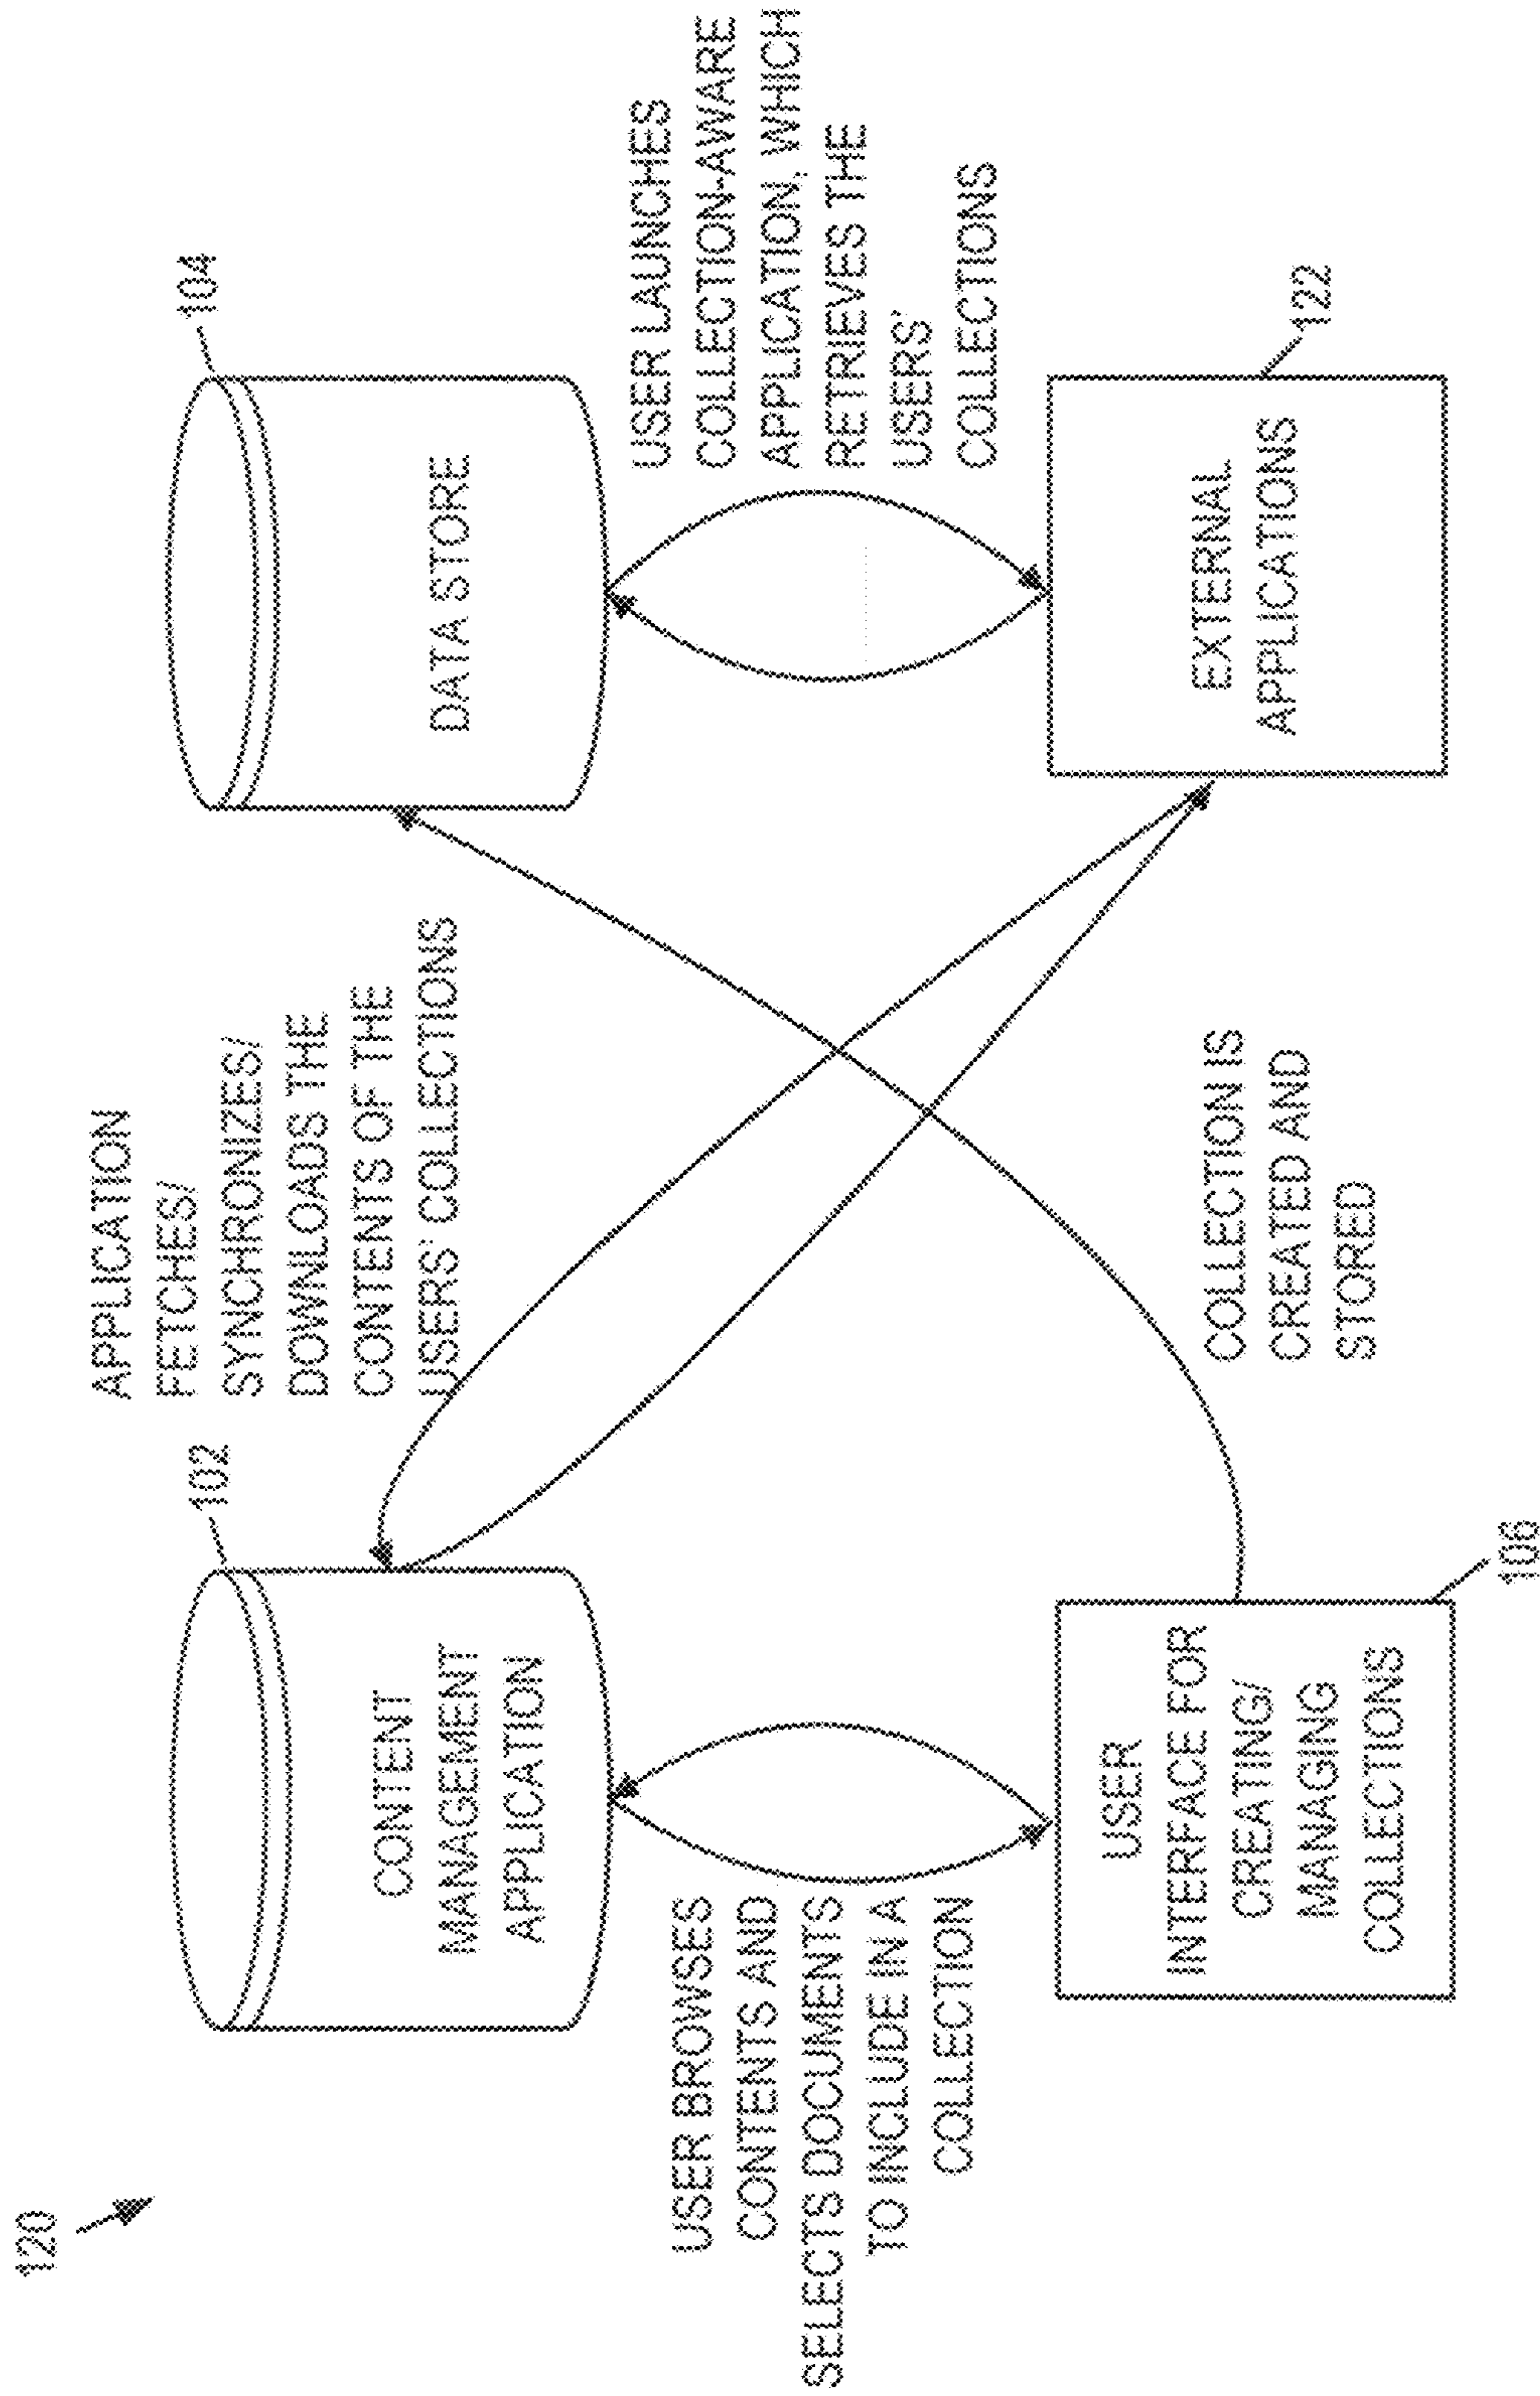 120
102
CONTENT
MANAGEMENT
APPLICATION
APPLICATION
FETCHES/
SYNCHRONIZES/
DOWNLOADS THE
CONTENTS OF THE
USERS' COLLECTIONS
104
DATA STORE
USER BROWSES
CONTENTS AND
SELECTS DOCUMENTS
TO INCLUDE IN A
COLLECTION
USER LAUNCHES
COLLECTION-AWARE
APPLICATION, WHICH
RETRIEVES THE
USERS'
COLLECTIONS
USER
INTERFACE FOR
CREATING/
MANAGING
COLLECTIONS
106
COLLECTION IS
CREATED AND
STORED
EXTERNAL
APPLICATIONS
122